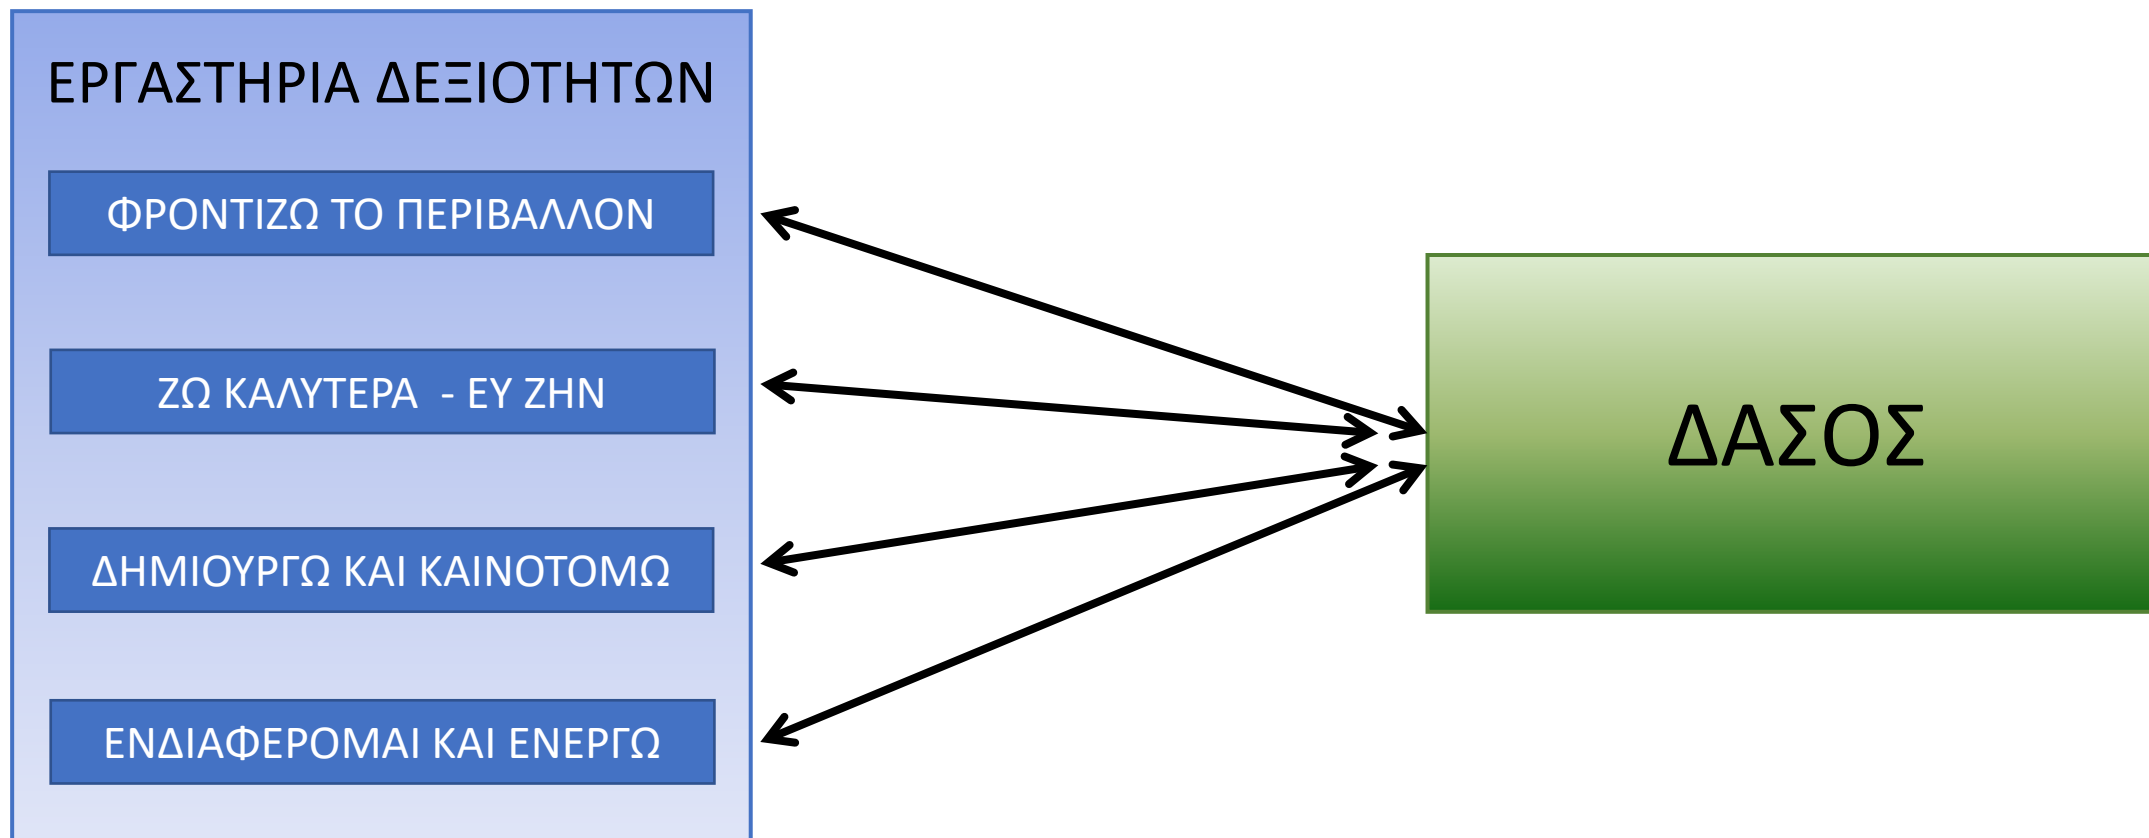 ΕΡΓΑΣΤΗΡΙΑ ΔΕΞΙΟΤΗΤΩΝ
ΦΡΟΝΤΙΖΩ ΤΟ ΠΕΡΙΒΑΛΛΟΝ
ΖΩ ΚΑΛΥΤΕΡΑ - ΕΥ ΖΗΝ
ΔΗΜΙΟΥΡΓΩ ΚΑΙ ΚΑΙΝΟΤΟΜΩ
ΕΝΔΙΑΦΕΡΟΜΑΙ ΚΑΙ ΕΝΕΡΓΩ
ΔΑΣΟΣ